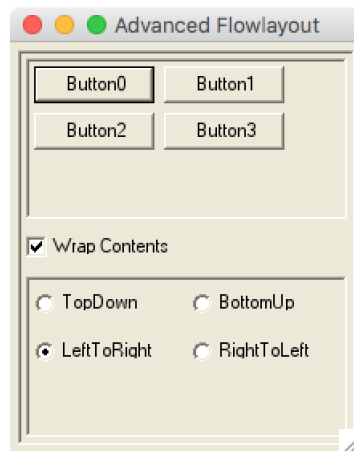 Advanced Flowlayout
Button0 Button1
Button2 Button3
Wrap Contents
TopDown BottomUp
LeftToRight RightToLeft